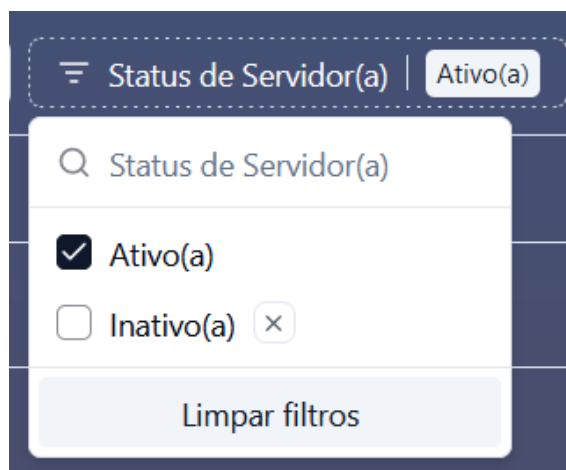 Status de Servidor(a) Ativo(a)
Status de Servidor(a)
Ativo(a)
Inativo(a)
Limpar filtros